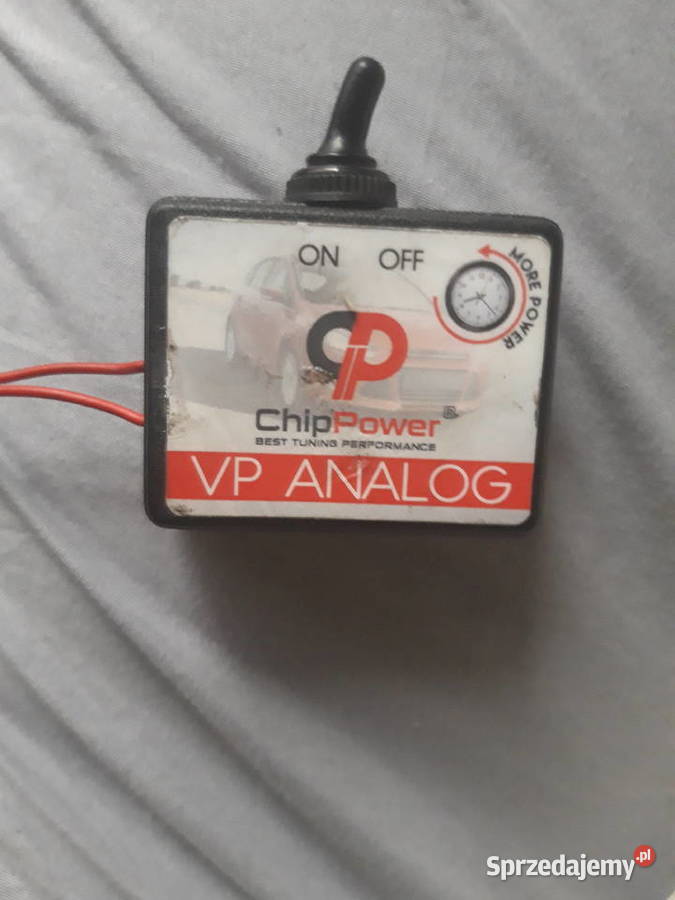 ON OFF
MORE POWER
CP
ChipPower®
BEST TUNING PERFORMANCE
VP ANALOG
Sprzedajemy.pl